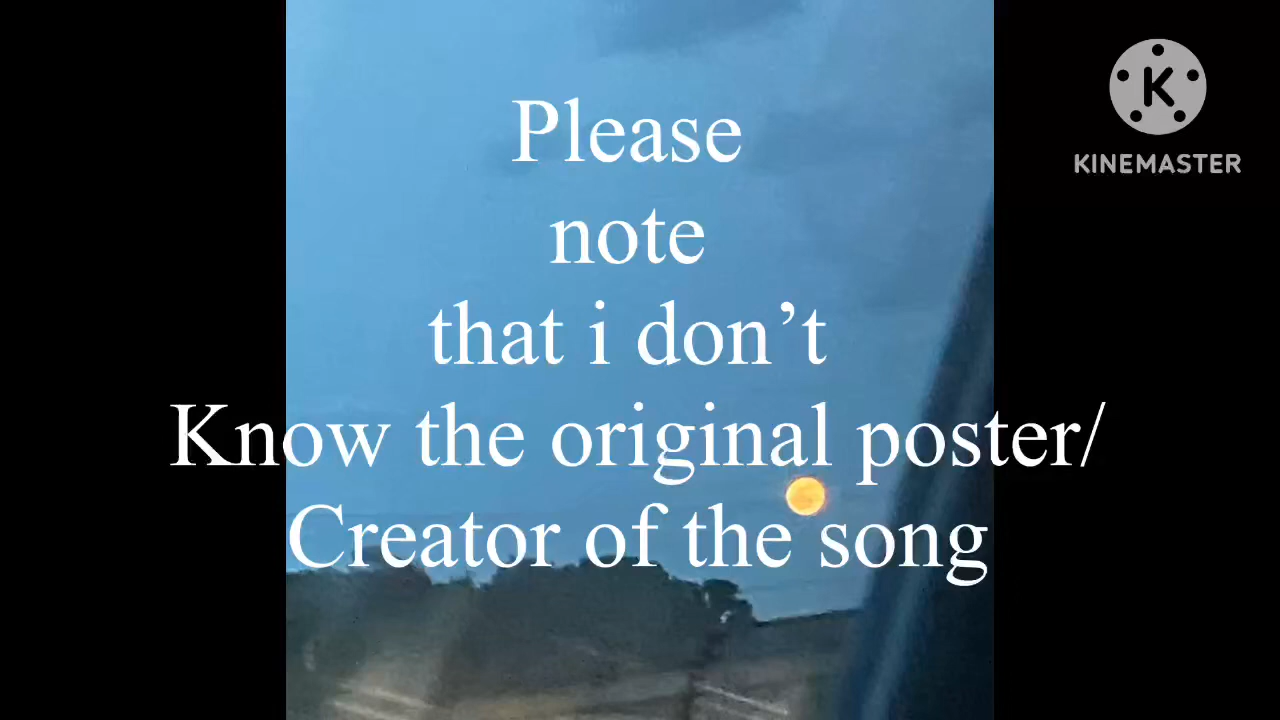 Please
note
that i don’t
Know the original poster/
Creator of the song
K
KINEMASTER